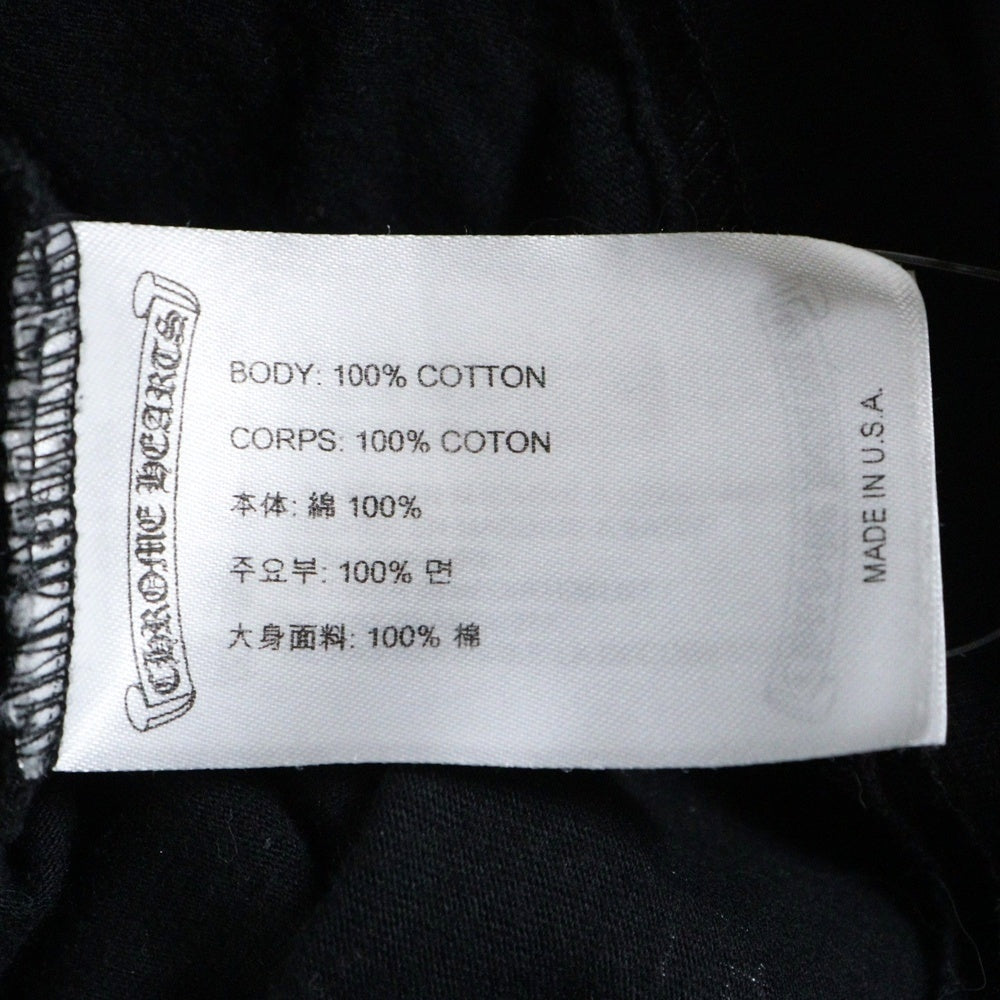 CHROME HEARTS
BODY: 100% COTTON
CORPS: 100% COTON
本体: 綿 100%
주요부: 100% 면
大身面料: 100% 棉
MADE IN U.S.A.